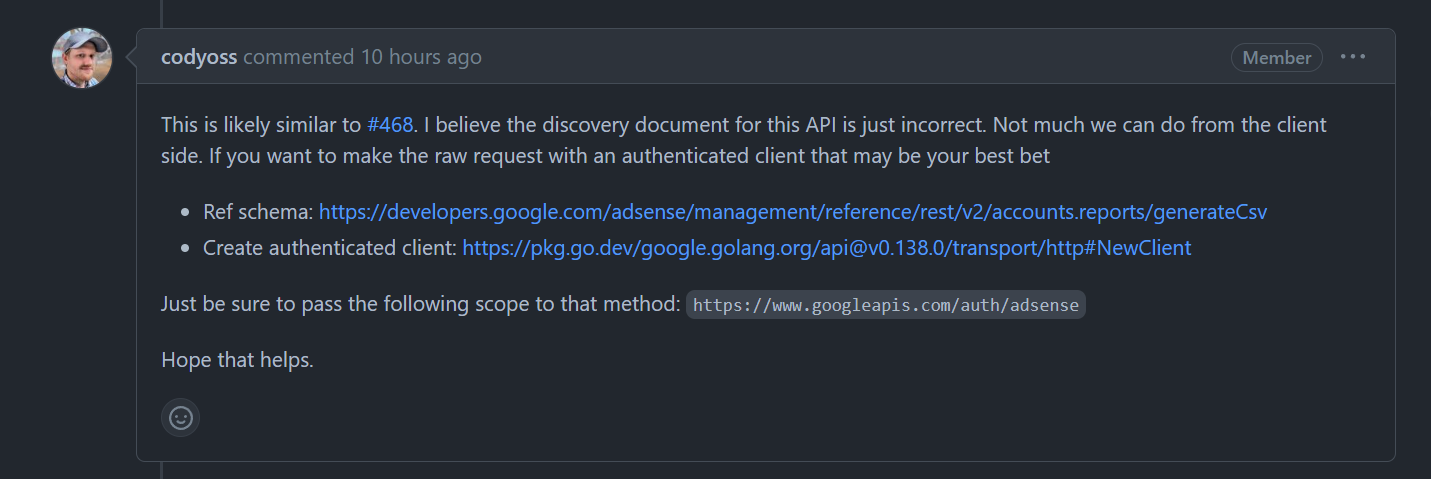 codyoss commented 10 hours ago
Member
This is likely similar to #468. I believe the discovery document for this API is just incorrect. Not much we can do from the client
side. If you want to make the raw request with an authenticated client that may be your best bet
Ref schema: https://developers.google.com/adsense/management/reference/rest/v2/accounts.reports/generateCsv
Create authenticated client: https://pkg.go.dev/google.golang.org/api@v0.138.0/transport/http#NewClient
Just be sure to pass the following scope to that method: https://www.googleapis.com/auth/adsense
Hope that helps.